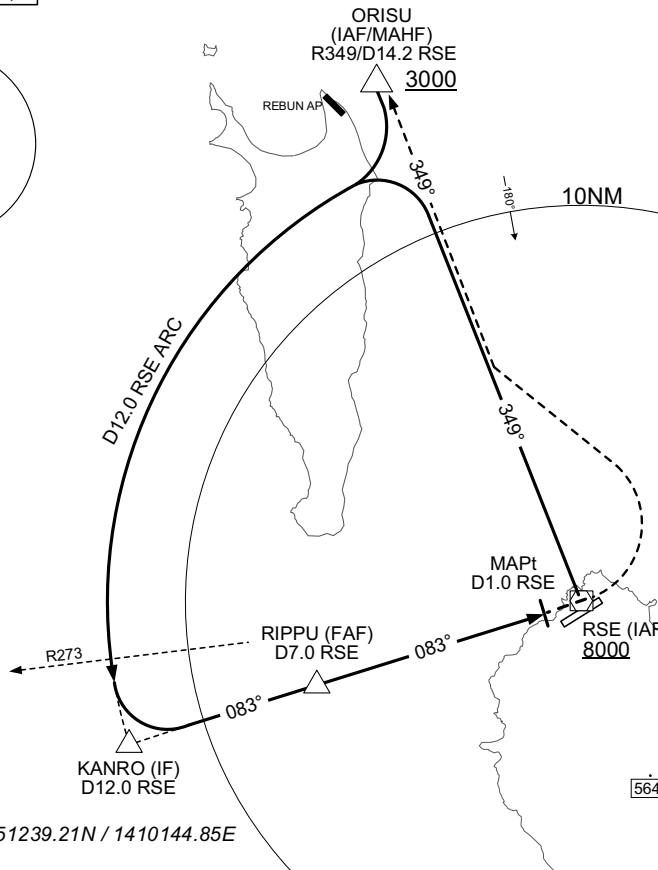 ORISU
(IAF/MAHF)
R349/D14.2 RSE
3000
REBUN AP
349°
180°
10NM
D12.0 RSE ARC
349°
MAPt
D1.0 RSE
RIPPU (FAF)
D7.0 RSE
R273
083°
083°
RSE (IAF
8000
KANRO (IF)
D12.0 RSE
564
51239.21N / 1410144.85E